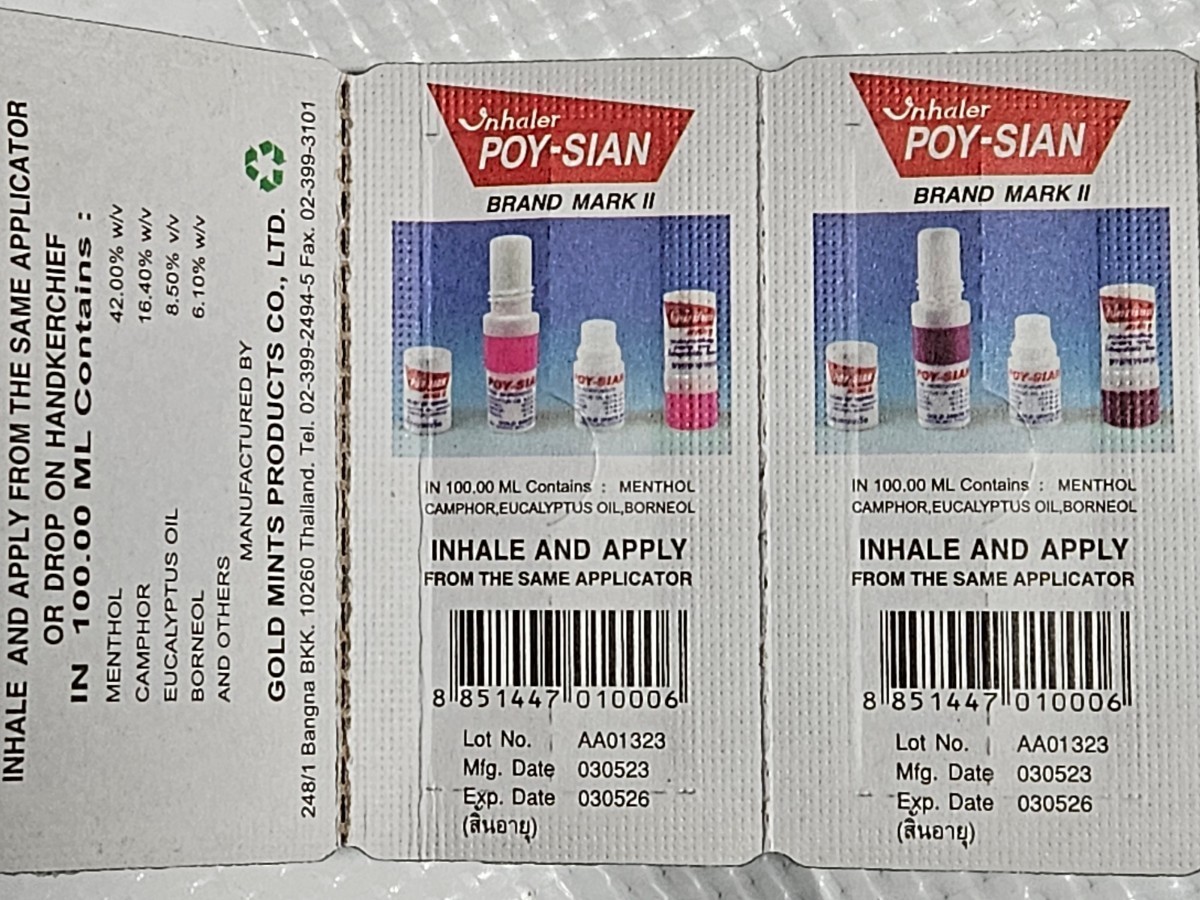 INHALE AND APPLY FROM THE SAME APPLICATOR
OR DROP ON HANDKERCHIEF
IN 100.00 ML Contains :
MENTHOL 42.00% w/v
CAMPHOR 16.40% w/v
EUCALYPTUS OIL 8.50% v/v
BORNEOL 6.10% w/v
AND OTHERS
MANUFACTURED BY
GOLD MINTS PRODUCTS CO., LTD.
248/1 Bangna BKK. 10260 Thailand. Tel. 02-399-2494-5 Fax. 02-399-3101
Inhaler
POY-SIAN
BRAND MARK II
POY-SIAN
POY-SIAN
IN 100.00 ML Contains : MENTHOL
CAMPHOR,EUCALYPTUS OIL,BORNEOL
INHALE AND APPLY
FROM THE SAME APPLICATOR
8 851447 010006
Lot No. AA01323
Mfg. Date 030523
Exp. Date 030526
(สิ้นอายุ)
Inhaler
POY-SIAN
BRAND MARK II
POY-SIAN
POY-SIAN
IN 100.00 ML Contains : MENTHOL
CAMPHOR,EUCALYPTUS OIL,BORNEOL
INHALE AND APPLY
FROM THE SAME APPLICATOR
8 851447 010006
Lot No. AA01323
Mfg. Date 030523
Exp. Date 030526
(สิ้นอายุ)